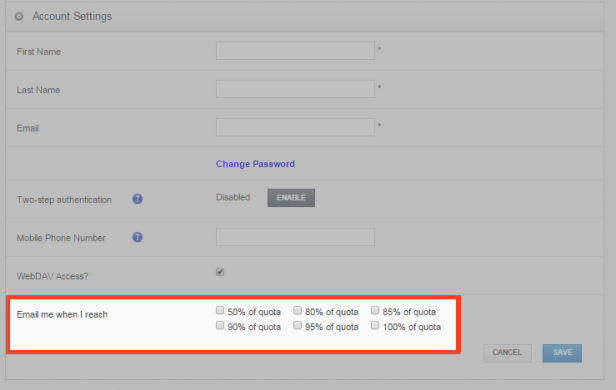 Account Settings
First Name *
Last Name *
Email *
Change Password
Two-step authentication ? Disabled ENABLE
Mobile Phone Number ?
WebDAV Access?
Email me when I reach 50% of quota 80% of quota 85% of quota
90% of quota 95% of quota 100% of quota
CANCEL SAVE